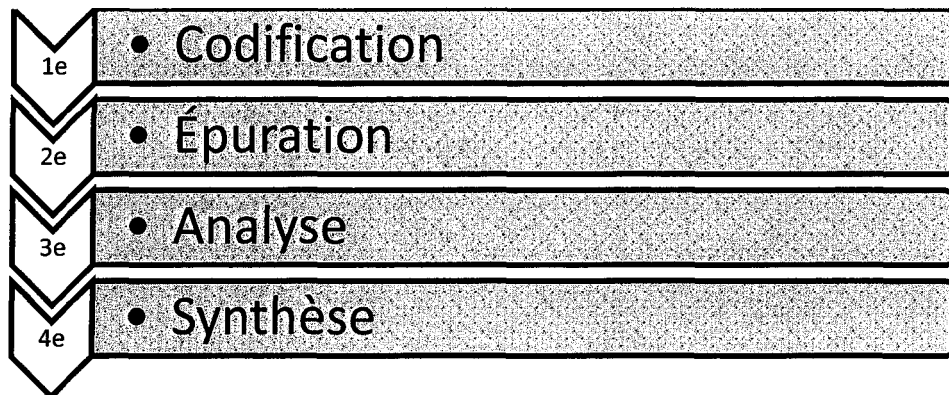 1e • Codification
2e • Épuration
3e • Analyse
4e • Synthèse